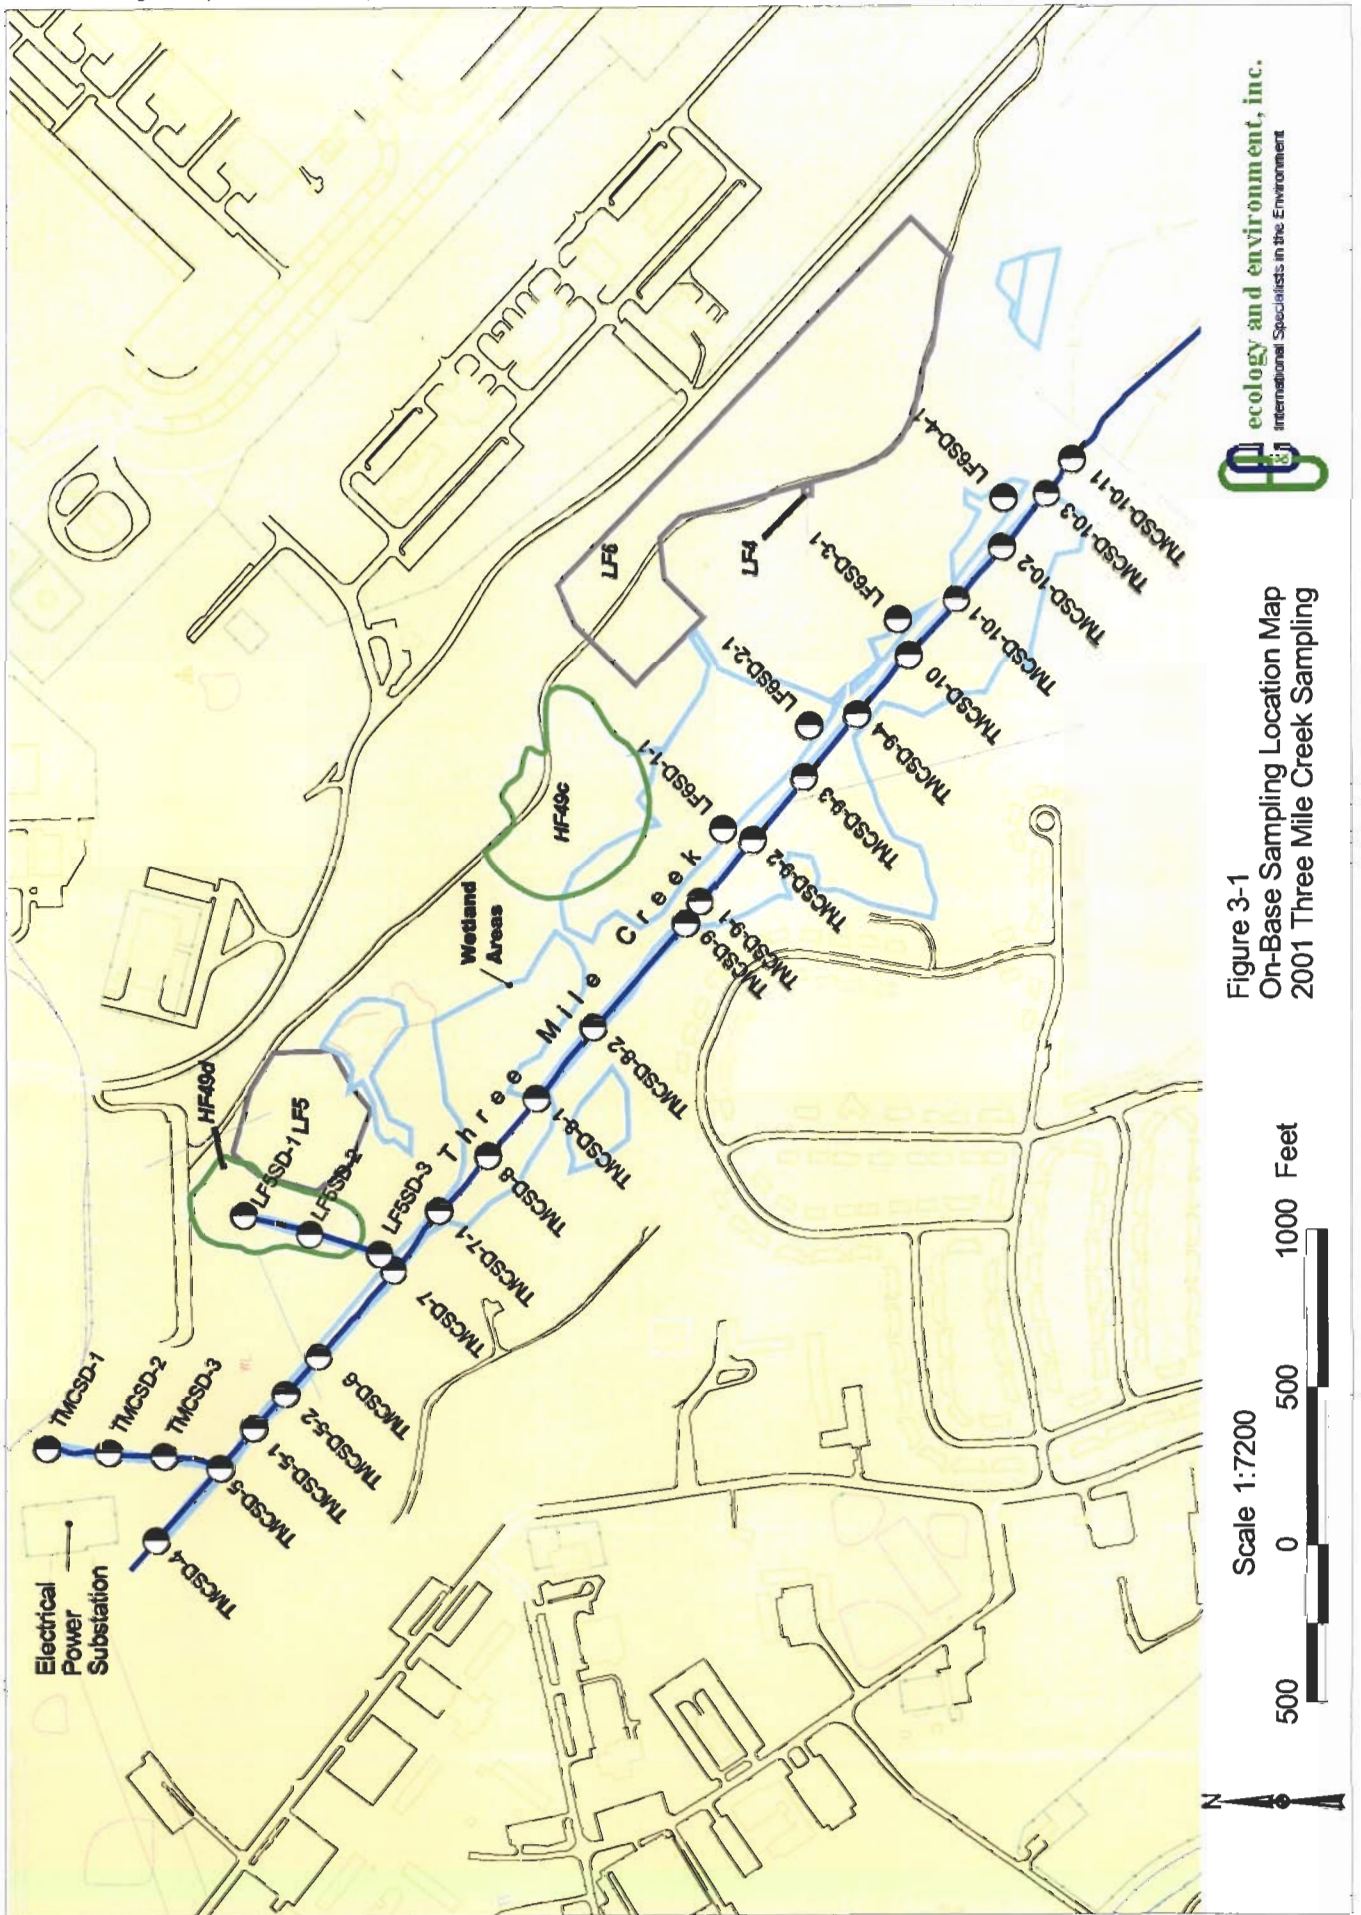 Electrical
Power
Substation
TMCSD-1
TMCSD-2
TMCSD-3
TMCSD-4
TMCSD-5
TMCSD-5-1
TMCSD-5-2
TMCSD-6
TMCSD-7
TMCSD-7-1
TMCSD-8
TMCSD-8-1
TMCSD-8-2
TMCSD-9
TMCSD-9-1
TMCSD-9-2
TMCSD-9-3
TMCSD-9-4
TMCSD-10
TMCSD-10-1
TMCSD-10-2
TMCSD-10-3
TMCSD-10-11
HF49d
LF5SD-1
LF5
LF5SD-2
LF5SD-3
Three Mile Creek
Wetland
Areas
HF49c
LF6
LF4
LF6SD-1-1
LF6SD-2-1
LF6SD-3-1
LF6SD-4-1
N
Scale 1:7200
500 0 500 1000 Feet
Figure 3-1
On-Base Sampling Location Map
2001 Three Mile Creek Sampling
ecology and environment, inc.
International Specialists in the Environment